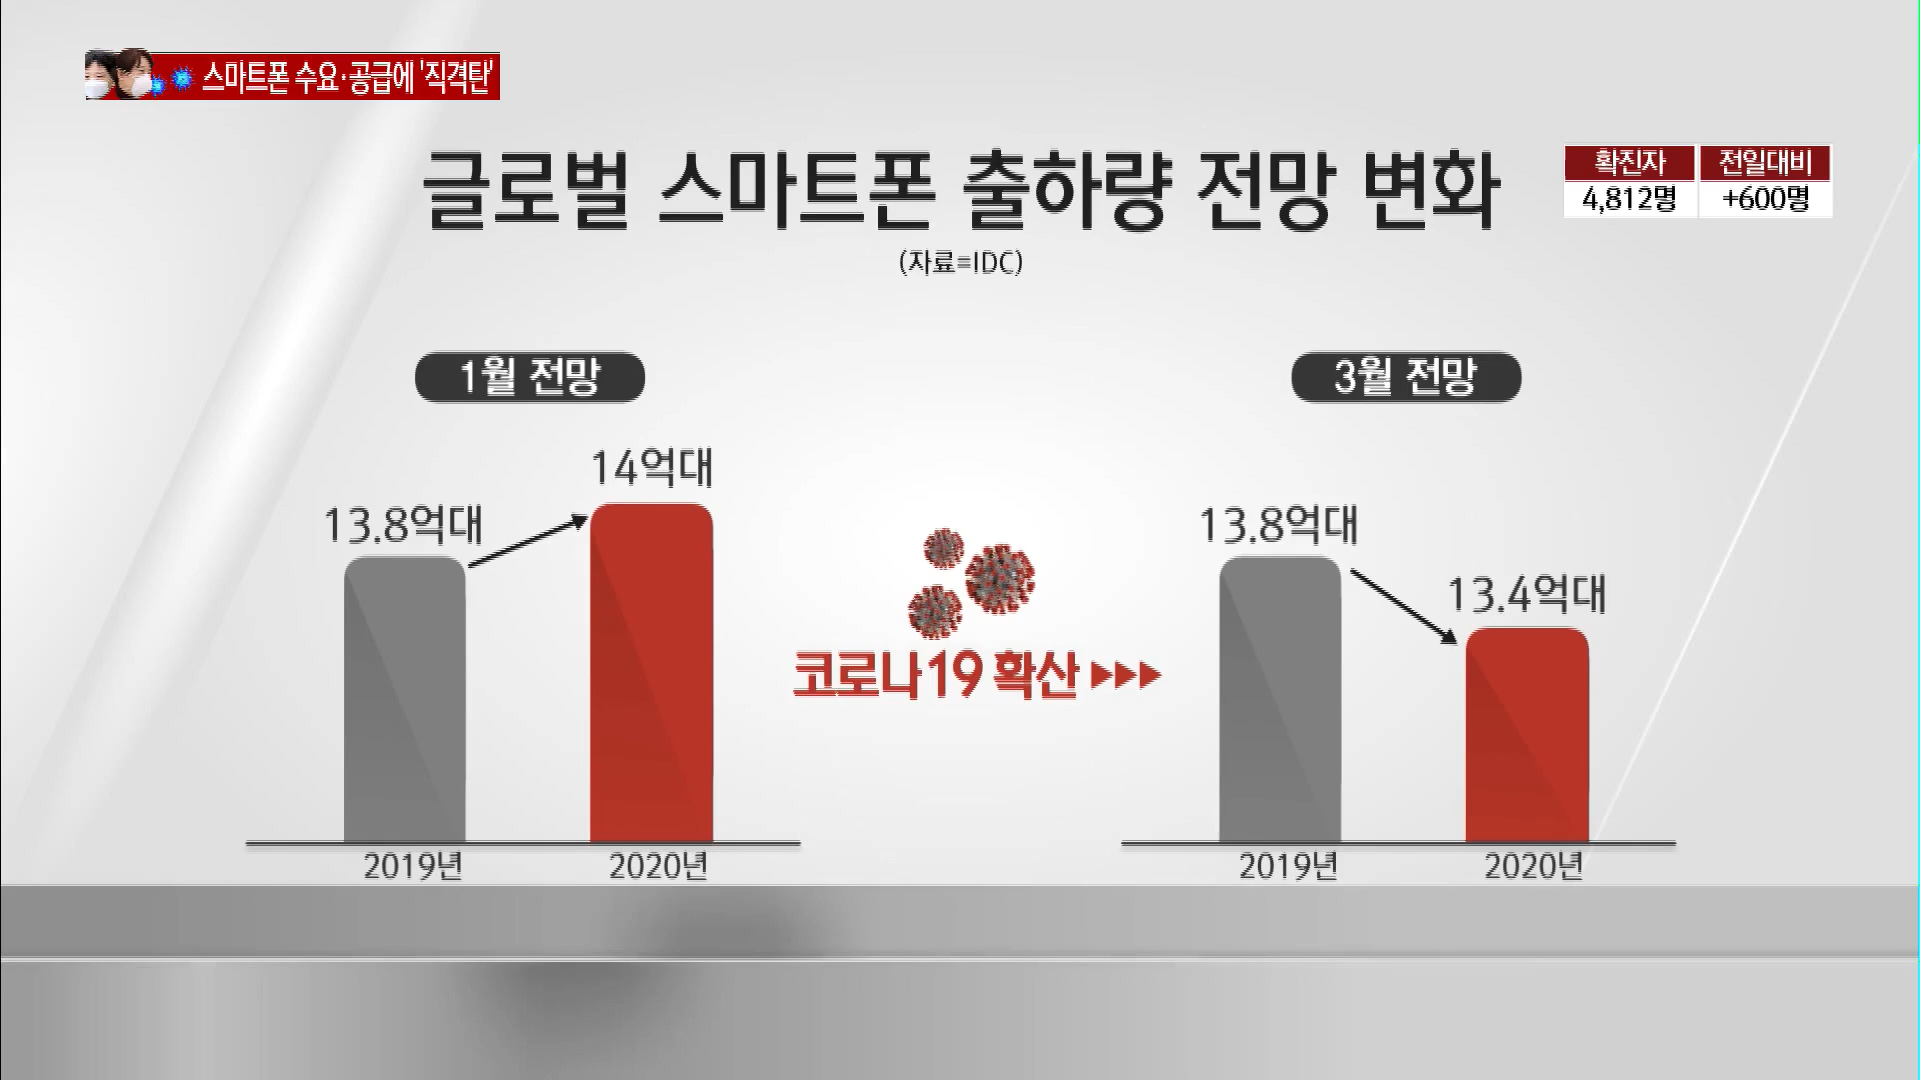 스마트폰 수요·공급에 '직격탄'
글로벌 스마트폰 출하량 전망 변화
(자료=IDC)
확진자 전일대비
4,812명 +600명
1월 전망
3월 전망
13.8억대
14억대
2019년 2020년
코로나19 확산 ▶▶▶
13.8억대
13.4억대
2019년 2020년